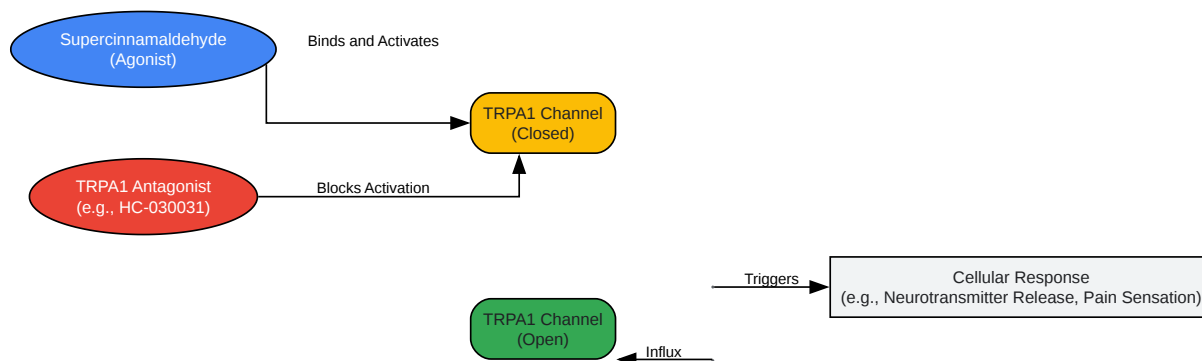 Supercinnamaldehyde
(Agonist)
Binds and Activates
TRPA1 Channel
(Closed)
TRPA1 Antagonist
(e.g., HC-030031)
Blocks Activation
Triggers
Cellular Response
(e.g., Neurotransmitter Release, Pain Sensation)
TRPA1 Channel
(Open)
Influx